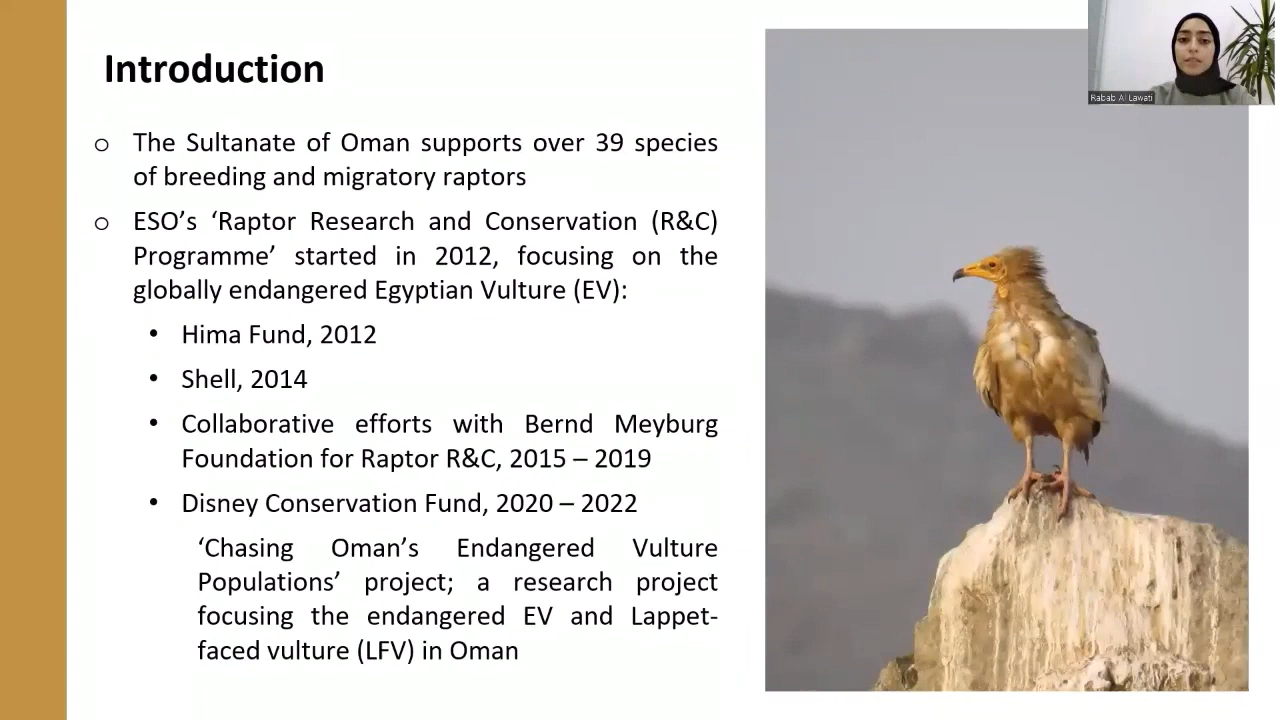 Introduction
Rabab Al Lawati
o The Sultanate of Oman supports over 39 species
of breeding and migratory raptors
o ESO’s ‘Raptor Research and Conservation (R&C)
Programme’ started in 2012, focusing on the
globally endangered Egyptian Vulture (EV):
• Hima Fund, 2012
• Shell, 2014
• Collaborative efforts with Bernd Meyburg
Foundation for Raptor R&C, 2015 – 2019
• Disney Conservation Fund, 2020 – 2022
‘Chasing Oman’s Endangered Vulture
Populations’ project; a research project
focusing the endangered EV and Lappet-
faced vulture (LFV) in Oman